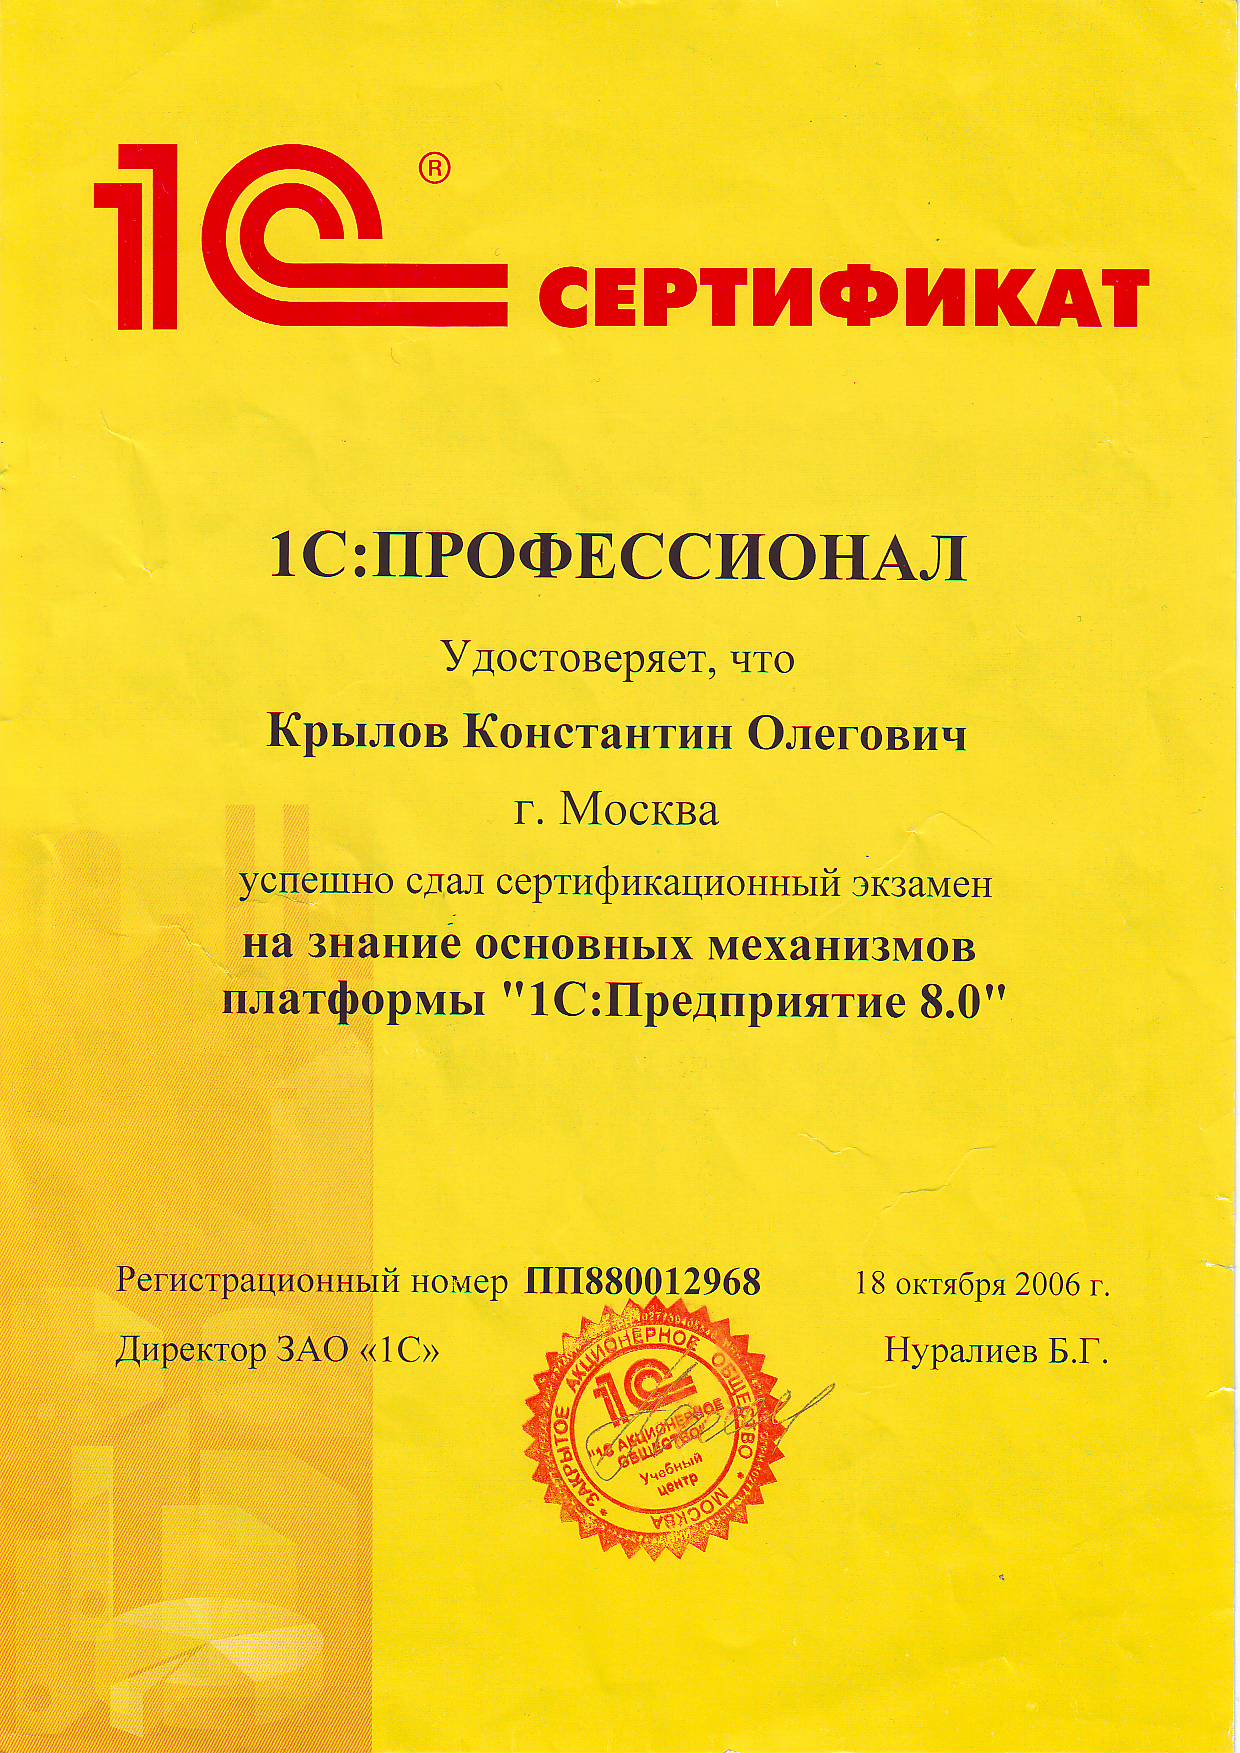 1С ® СЕРТИФИКАТ
1С:ПРОФЕССИОНАЛ
Удостоверяет, что
Крылов Константин Олегович
г. Москва
успешно сдал сертификационный экзамен
на знание основных механизмов
платформы "1С:Предприятие 8.0"
Регистрационный номер ПП880012968 18 октября 2006 г.
Директор ЗАО «1С» Нуралиев Б.Г.
ЗАКРЫТОЕ АКЦИОНЕРНОЕ ОБЩЕСТВО * МОСКВА *
1С
"1С АКЦИОНЕРНОЕ
ОБЩЕСТВО"
Учебный
центр